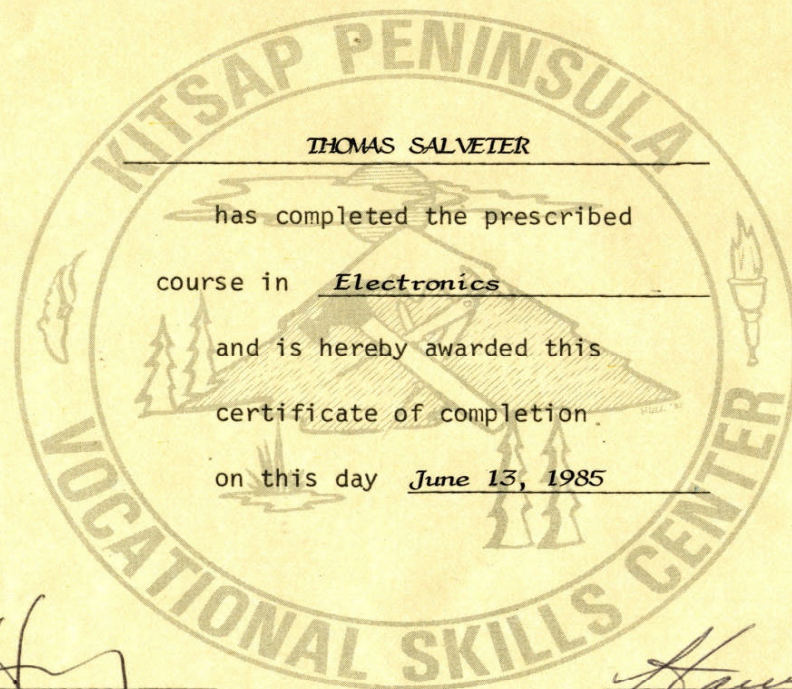 KITSAP PENINSULA
THOMAS SALVETER
has completed the prescribed
course in Electronics
and is hereby awarded this
certificate of completion
on this day June 13, 1985
VOCATIONAL SKILLS CENTER